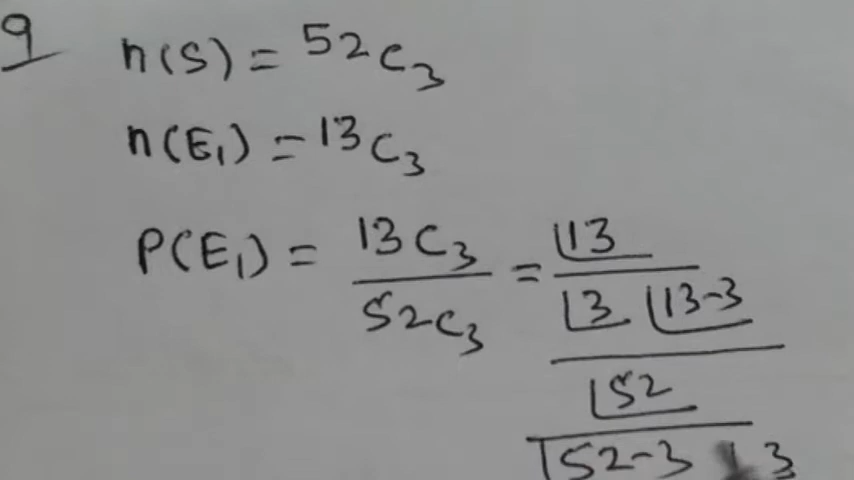 9
n(S) = 52C3
n(E1) = 13C3
P(E1) = 13C3 / 52C3 = |13 / |3 |13-3
|52 / |52-3 |3